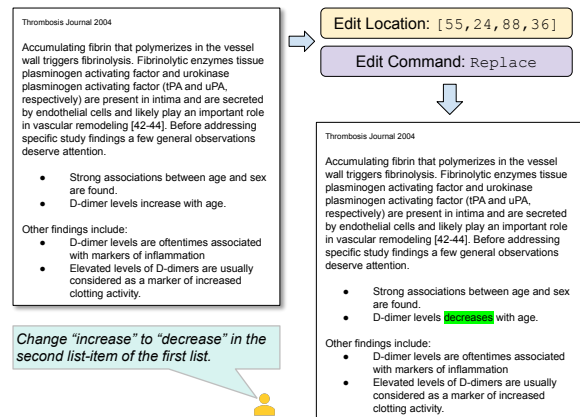 Thrombosis Journal 2004
Accumulating fibrin that polymerizes in the vessel
wall triggers fibrinolysis. Fibrinolytic enzymes tissue
plasminogen activating factor and urokinase
plasminogen activating factor (tPA and uPA,
respectively) are present in intima and are secreted
by endothelial cells and likely play an important role
in vascular remodeling [42-44]. Before addressing
specific study findings a few general observations
deserve attention.
● Strong associations between age and sex
are found.
● D-dimer levels increase with age.
Other findings include:
● D-dimer levels are oftentimes associated
with markers of inflammation
● Elevated levels of D-dimers are usually
considered as a marker of increased
clotting activity.
Change “increase” to “decrease” in the
second list-item of the first list.
Edit Location: [55,24,88,36]
Edit Command: Replace
Thrombosis Journal 2004
Accumulating fibrin that polymerizes in the vessel
wall triggers fibrinolysis. Fibrinolytic enzymes tissue
plasminogen activating factor and urokinase
plasminogen activating factor (tPA and uPA,
respectively) are present in intima and are secreted
by endothelial cells and likely play an important role
in vascular remodeling [42-44]. Before addressing
specific study findings a few general observations
deserve attention.
● Strong associations between age and sex
are found.
● D-dimer levels decreases with age.
Other findings include:
● D-dimer levels are oftentimes associated
with markers of inflammation
● Elevated levels of D-dimers are usually
considered as a marker of increased
clotting activity.